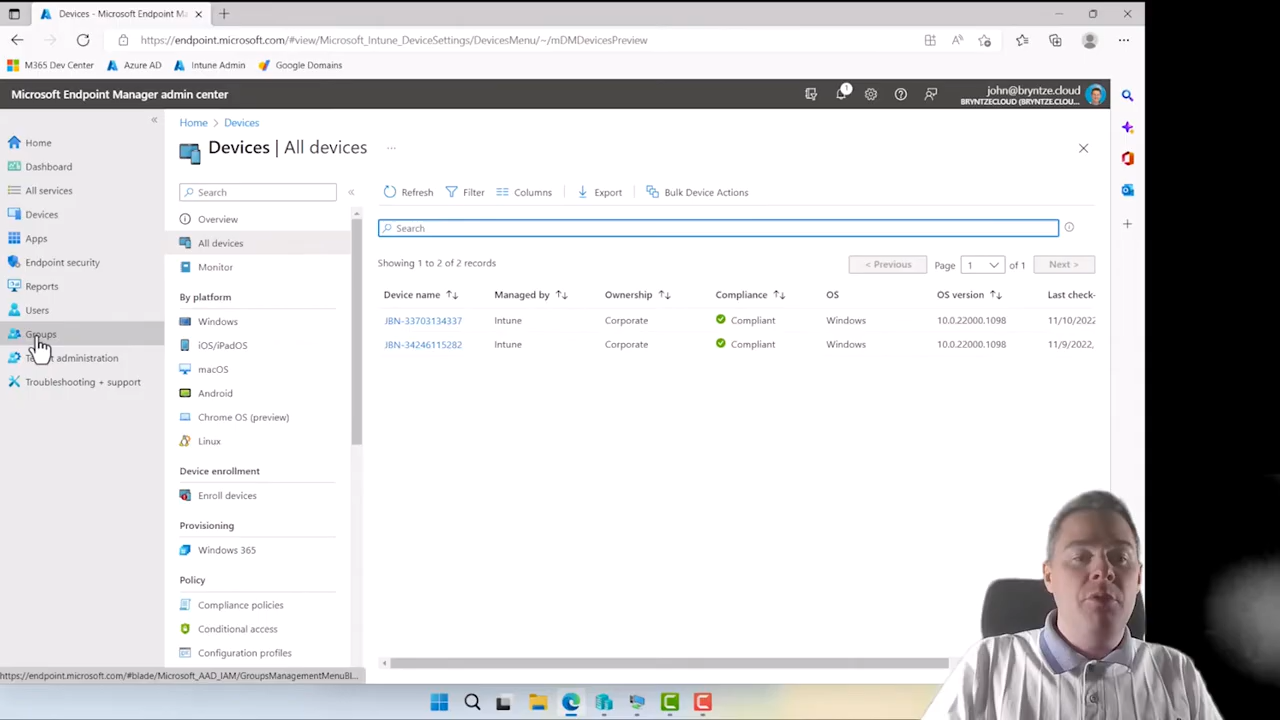 Devices - Microsoft Endpoint Ma
https://endpoint.microsoft.com/#view/Microsoft_Intune_DeviceSettings/DevicesMenu/~/mDMDevicesPreview
M365 Dev Center
Azure AD
Intune Admin
Google Domains
Microsoft Endpoint Manager admin center
1
john@bryntze.cloud
BRYNTZECLOUD (BRYNTZE.CLOU...
Home
Dashboard
All services
Devices
Apps
Endpoint security
Reports
Users
Groups
administration
Troubleshooting + support
Home > Devices
Devices | All devices
...
Search
Overview
All devices
Monitor
By platform
Windows
iOS/iPadOS
macOS
Android
Chrome OS (preview)
Linux
Device enrollment
Enroll devices
Provisioning
Windows 365
Policy
Compliance policies
Conditional access
Configuration profiles
Refresh
Filter
Columns
Export
Bulk Device Actions
Search
Showing 1 to 2 of 2 records
< Previous
Page
1
of 1
Next >
Device name
Managed by
Ownership
Compliance
OS
OS version
Last check-
JBN-33703134337 Intune Corporate Compliant Windows 10.0.22000.1098 11/10/2022
JBN-34246115282 Intune Corporate Compliant Windows 10.0.22000.1098 11/9/2022,
https://endpoint.microsoft.com/#blade/Microsoft_AAD_IAM/GroupsManagementMenuBl...